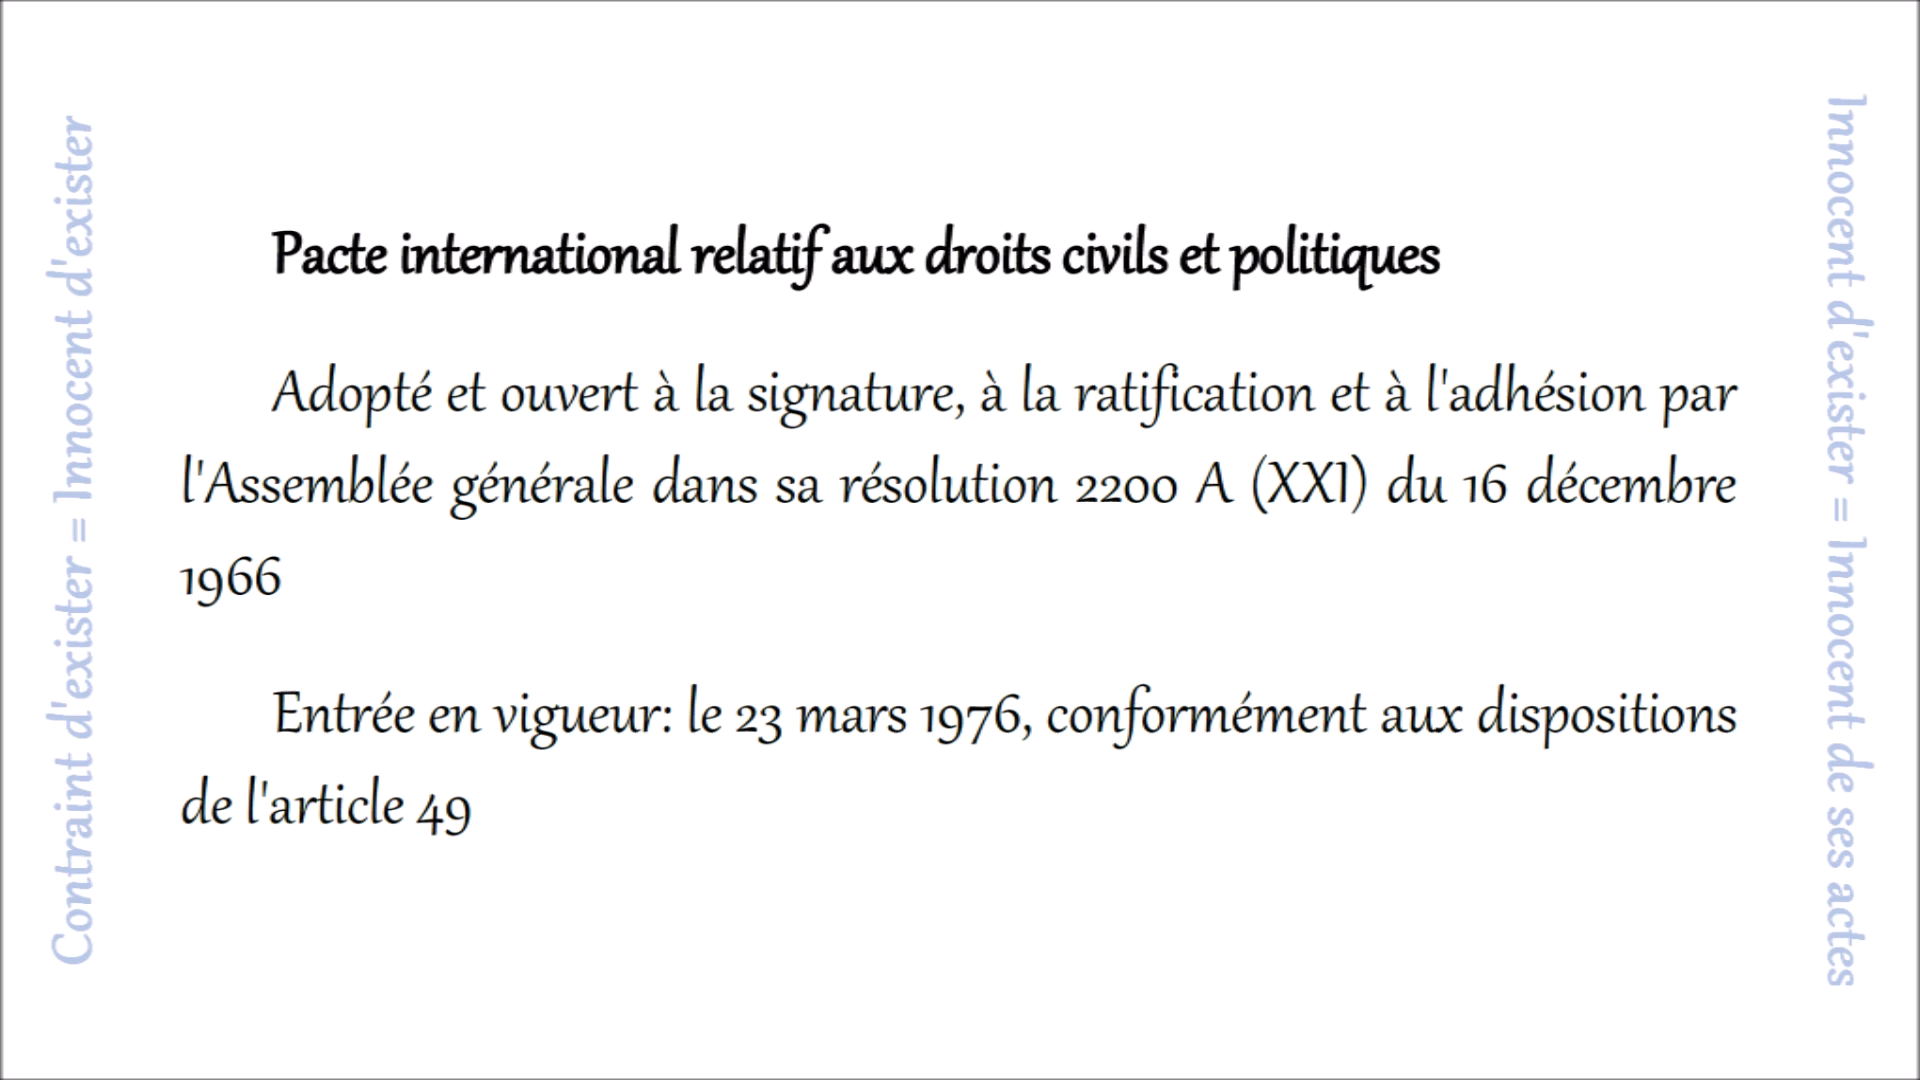 Contraint d'exister = Innocent d'exister
Pacte international relatif aux droits civils et politiques
Adopté et ouvert à la signature, à la ratification et à l'adhésion par
l'Assemblée générale dans sa résolution 2200 A (XXI) du 16 décembre
1966
Entrée en vigueur: le 23 mars 1976, conformément aux dispositions
de l'article 49
Innocent d'exister = Innocent de ses actes